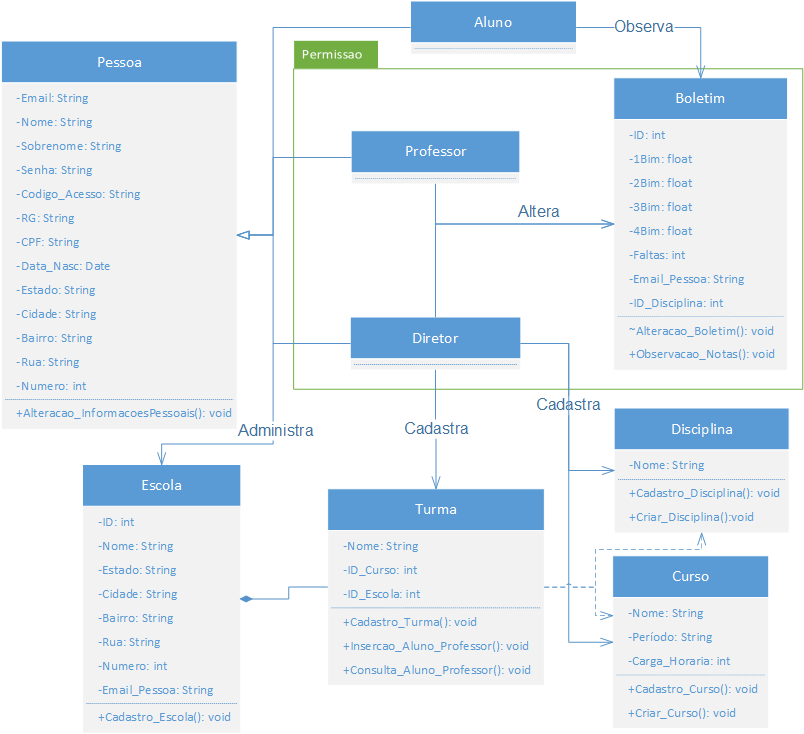 Aluno
Observa
Permissao
Pessoa
-Email: String
-Nome: String
-Sobrenome: String
-Senha: String
-Codigo_Acesso: String
-RG: String
-CPF: String
-Data_Nasc: Date
-Estado: String
-Cidade: String
-Bairro: String
-Rua: String
-Numero: int
+Alteracao_InformacoesPessoais(): void
Boletim
-ID: int
-1Bim: float
-2Bim: float
-3Bim: float
-4Bim: float
-Faltas: int
-Email_Pessoa: String
-ID_Disciplina: int
~Alteracao_Boletim(): void
+Observacao_Notas(): void
Professor
Altera
Diretor
Administra
Cadastra
Cadastra
Disciplina
-Nome: String
+Cadastro_Disciplina(): void
+Criar_Disciplina():void
Escola
-ID: int
-Nome: String
-Estado: String
-Cidade: String
-Bairro: String
-Rua: String
-Numero: int
-Email_Pessoa: String
+Cadastro_Escola(): void
Turma
-Nome: String
-ID_Curso: int
-ID_Escola: int
+Cadastro_Turma(): void
+Insercao_Aluno_Professor(): void
+Consulta_Aluno_Professor(): void
Curso
-Nome: String
-Período: String
-Carga_Horaria: int
+Cadastro_Curso(): void
+Criar_Curso(): void